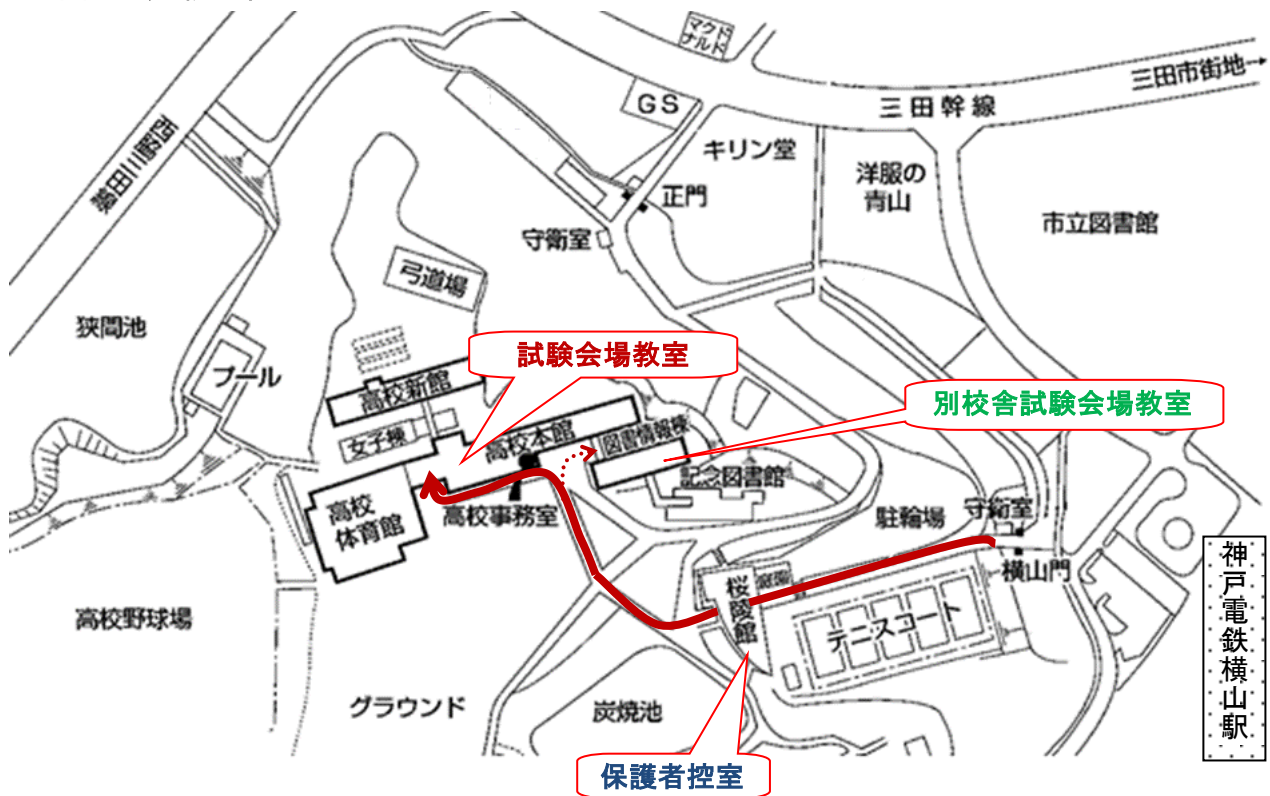 マクド
ナルド
三田市街地→
GS
三田幹線
キリン堂
洋服の
青山
正門
市立図書館
守衛室
弓道場
狭間池
プール
試験会場教室
高校新館
別校舎試験会場教室
女子棟
高校本館
図書情報棟
記念図書館
高校
体育館
高校事務室
駐輪場
守衛室
横山門
桜陵館
テニスコート
高校野球場
グラウンド
炭焼池
保護者控室
神戸電鉄横山駅